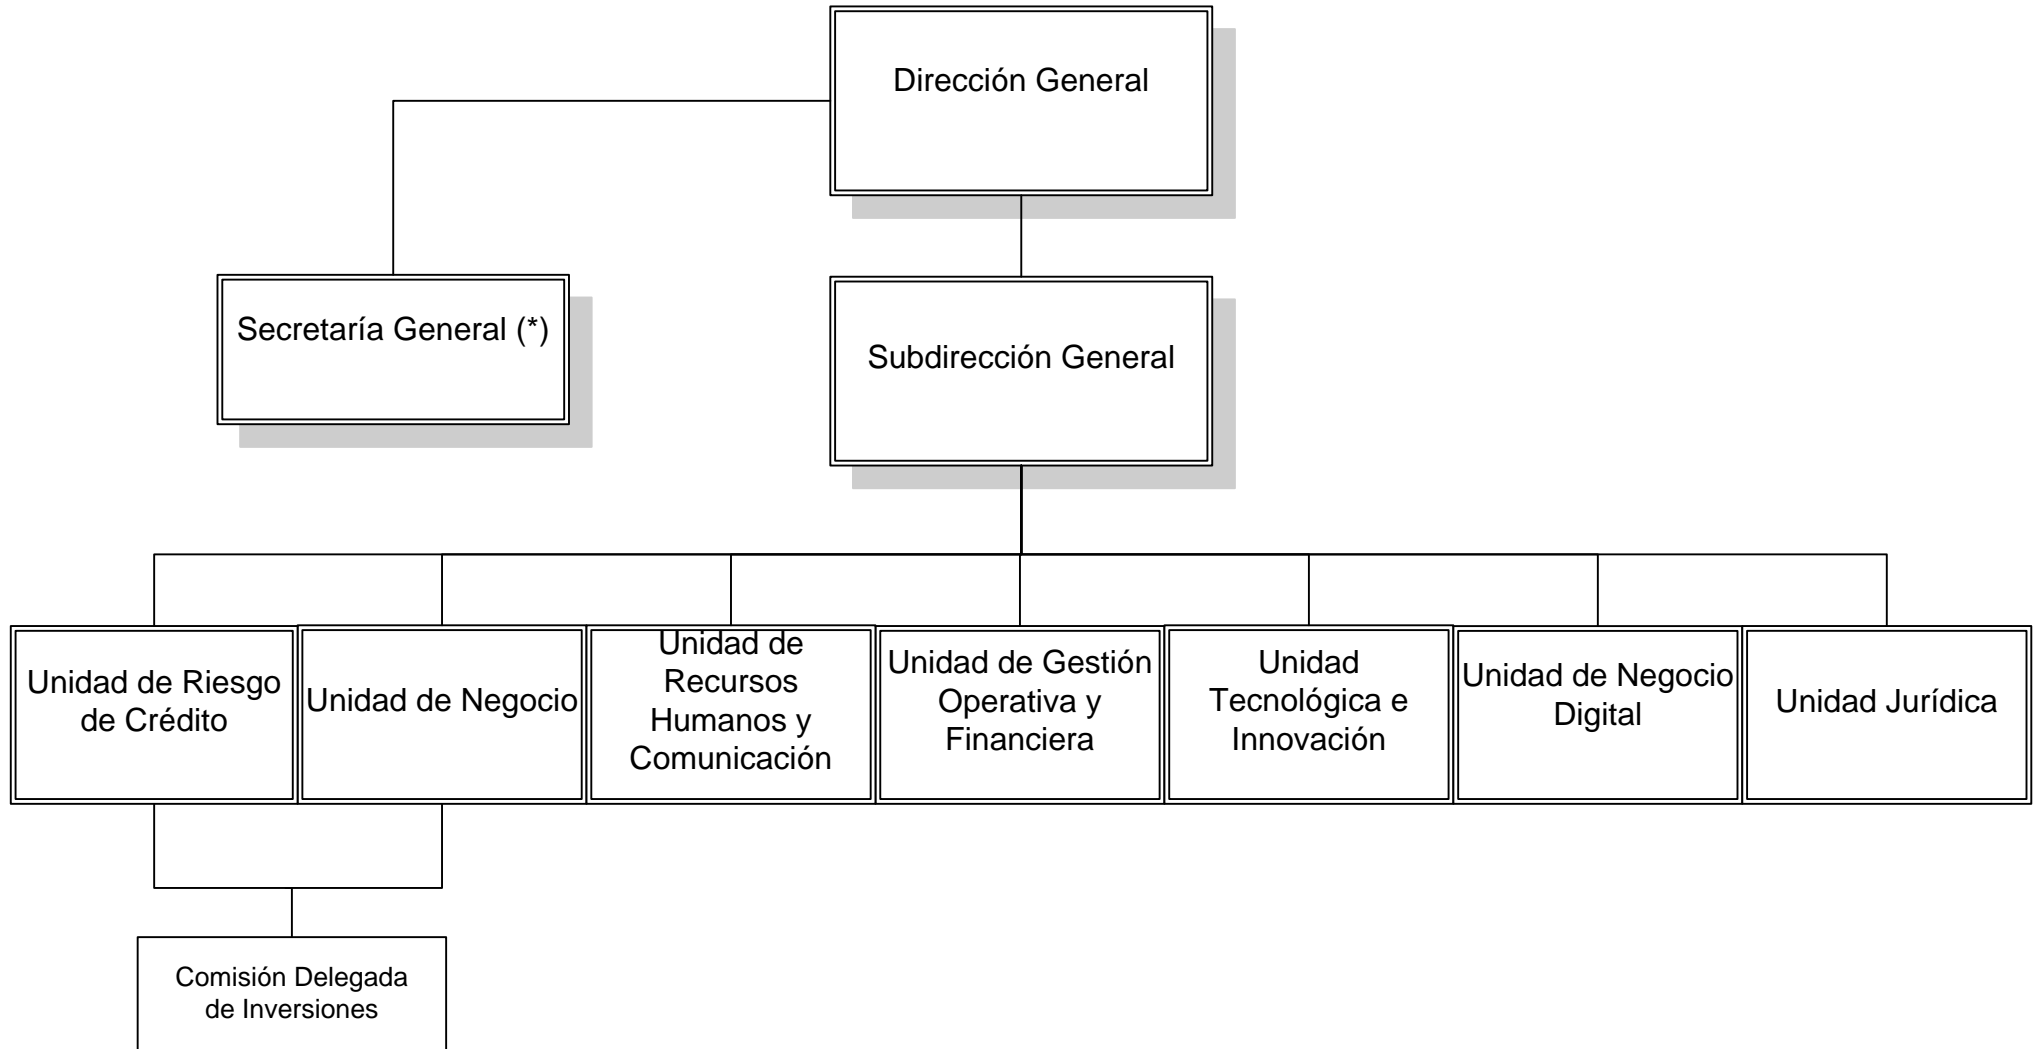 Dirección General
Secretaría General (*)
Subdirección General
Unidad de Riesgo
de Crédito
Unidad de Negocio
Unidad de
Recursos
Humanos y
Comunicación
Unidad de Gestión
Operativa y
Financiera
Unidad
Tecnológica e
Innovación
Unidad de Negocio
Digital
Unidad Jurídica
Comisión Delegada
de Inversiones